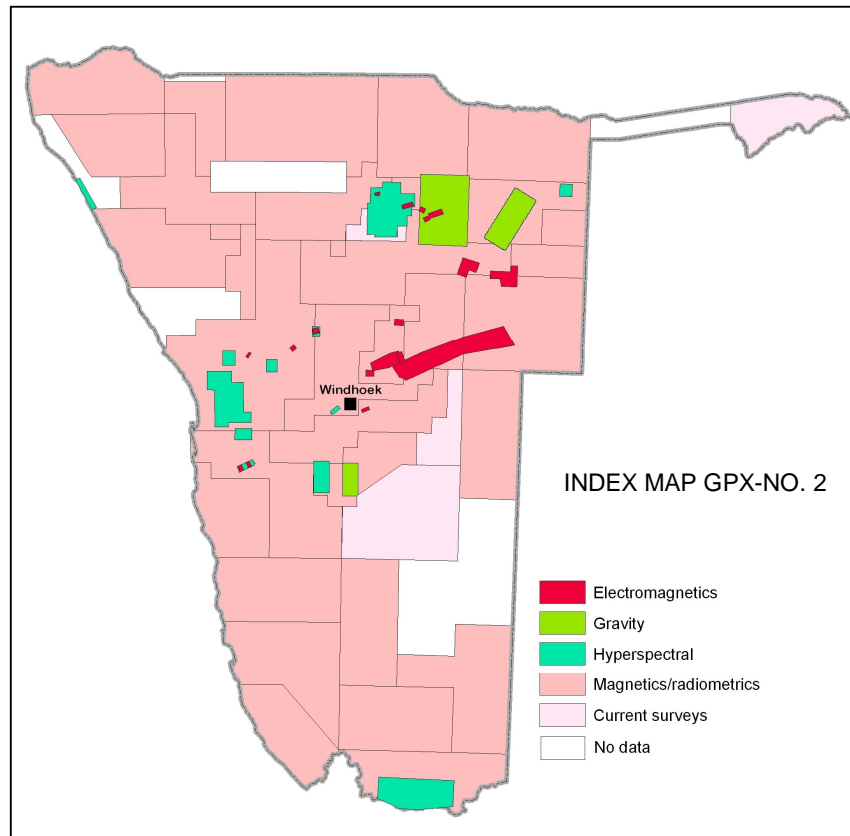 Windhoek
INDEX MAP GPX-NO. 2
Electromagnetics
Gravity
Hyperspectral
Magnetics/radiometrics
Current surveys
No data